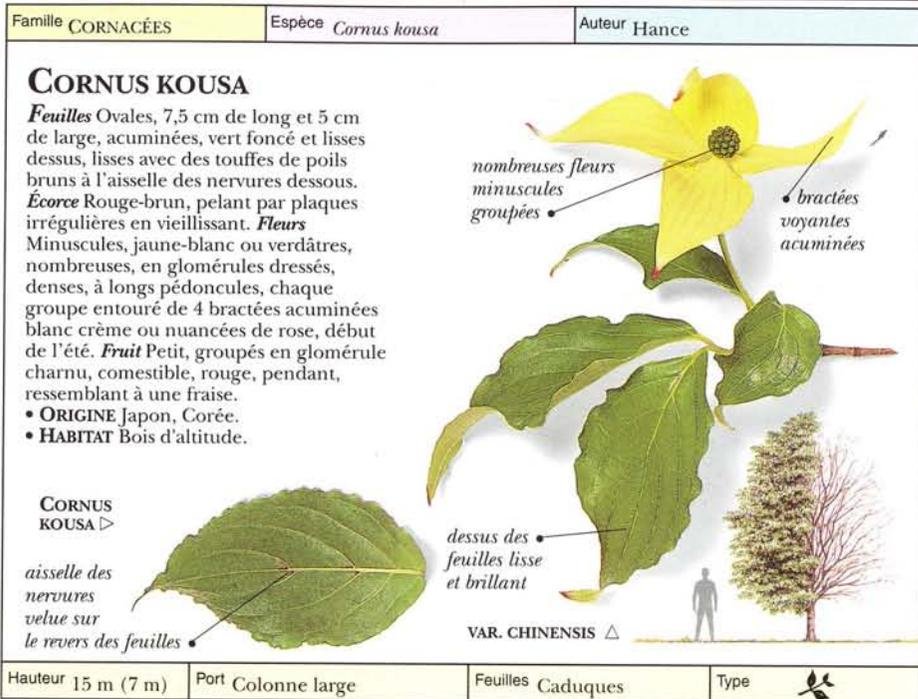 Famille CORNACÉES
Espèce Cornus kousa
Auteur Hance
CORNUS KOUSA
Feuilles Ovales, 7,5 cm de long et 5 cm
de large, acuminées, vert foncé et lisses
dessus, lisses avec des touffes de poils
bruns à l'aisselle des nervures dessous.
Écorce Rouge-brun, pelant par plaques
irrégulières en vieillissant. Fleurs
Minuscules, jaune-blanc ou verdâtres,
nombreuses, en glomérules dressés,
denses, à longs pédoncules, chaque
groupe entouré de 4 bractées acuminées
blanc crème ou nuancées de rose, début
de l'été. Fruit Petit, groupés en glomérule
charnu, comestible, rouge, pendant,
ressemblant à une fraise.
• ORIGINE Japon, Corée.
• HABITAT Bois d'altitude.
nombreuses fleurs
minuscules
groupées
bractées
voyantes
acuminées
CORNUS
KOUSA ▷
aisselle des
nervures
velue sur
le revers des feuilles
dessus des
feuilles lisse
et brillant
VAR. CHINENSIS △
Hauteur 15 m (7 m)
Port Colonne large
Feuilles Caduques
Type